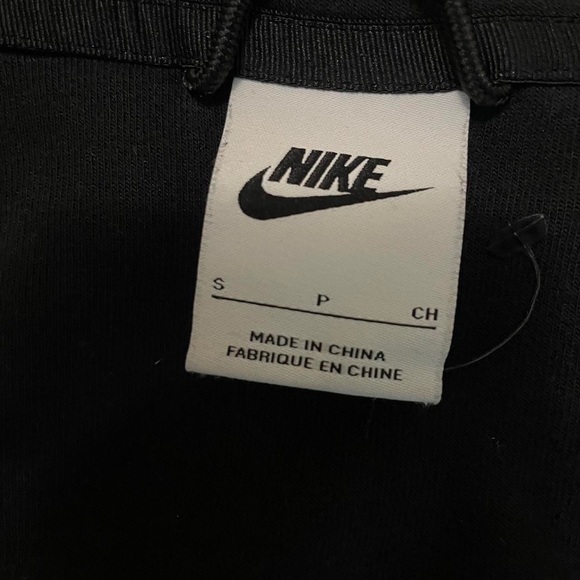 NIKE
S P CH
MADE IN CHINA
FABRIQUE EN CHINE